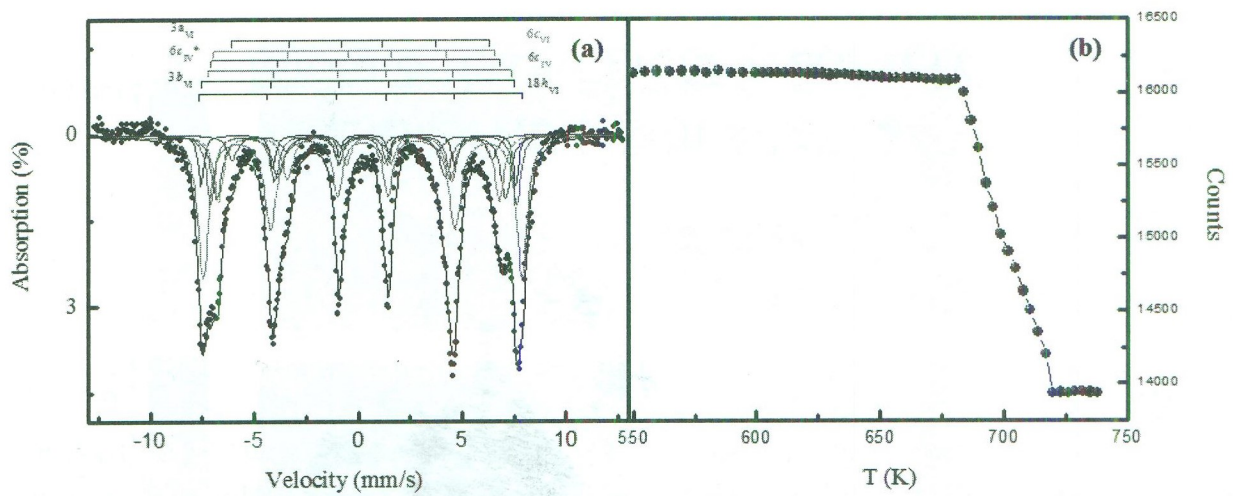 3a_VI
6c_VI
6c_IV*
6c_IV
3b_VI
18h_VI
(a)
0
3
Absorption (%)
-10
-5
0
5
10
Velocity (mm/s)
(b)
16500
16000
15500
15000
14500
14000
Counts
550
600
650
700
750
T (K)